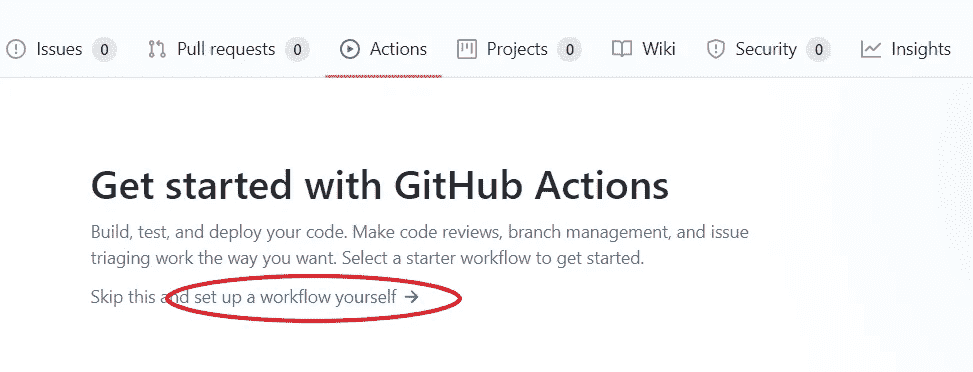 Issues 0 Pull requests 0 Actions Projects 0 Wiki Security 0 Insights
Get started with GitHub Actions
Build, test, and deploy your code. Make code reviews, branch management, and issue
triaging work the way you want. Select a starter workflow to get started.
Skip this and set up a workflow yourself →